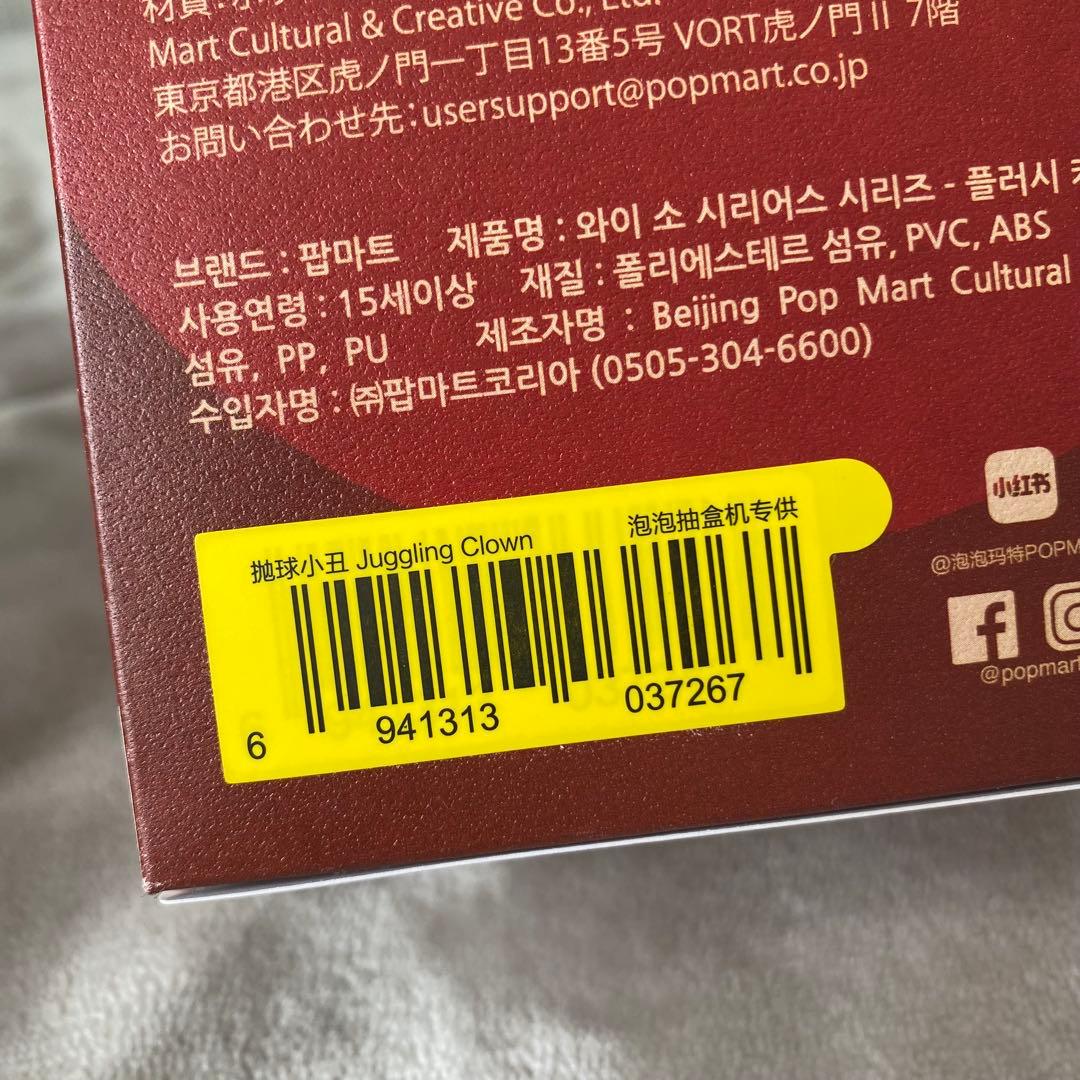 材質:
Mart Cultural & Creative Co., Ltd.
東京都港区虎ノ門一丁目13番5号 VORT虎ノ門Ⅱ 7階
お問い合わせ先:usersupport@popmart.co.jp
브랜드 : 팝마트 제품명 : 와이 소 시리어스 시리즈 - 플러시
사용연령 : 15세이상 재질 : 폴리에스테르 섬유, PVC, ABS
섬유, PP, PU 제조자명 : Beijing Pop Mart Cultural
수입자명 : ㈜팝마트코리아 (0505-304-6600)
小红书
@泡泡玛特POPM
@popmart
抛球小丑 Juggling Clown 泡泡抽盒机专供
6 941313 037267